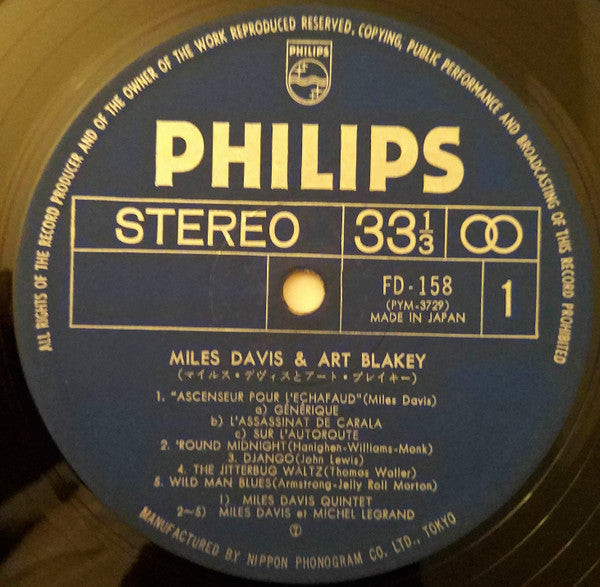 ALL RIGHTS OF THE RECORD PRODUCER AND OF THE OWNER OF THE WORK REPRODUCED RESERVED. COPYING, PUBLIC PERFORMANCE AND BROADCASTING OF THIS RECORD PROHIBITED
PHILIPS
PHILIPS
STEREO 33 1/3
FD-158 1
(PYM-3729)
MADE IN JAPAN
MILES DAVIS & ART BLAKEY
(マイルス・デヴィスとアート・ブレイキー)
1. "ASCENSEUR POUR L'ECHAFAUD"(Miles Davis)
a) GÉNÉRIQUE
b) L'ASSASSINAT DE CARALA
c) SUR L'AUTOROUTE
2. 'ROUND MIDNIGHT(Hanighen-Williams-Monk)
3. DJANGO(John Lewis)
4. THE JITTERBUG WALTZ(Thomas Waller)
5. WILD MAN BLUES(Armstrong-Jelly Roll Morton)
1) MILES DAVIS QUINTET
2~5) MILES DAVIS et MICHEL LEGRAND
MANUFACTURED BY NIPPON PHONOGRAM CO. LTD., TOKYO